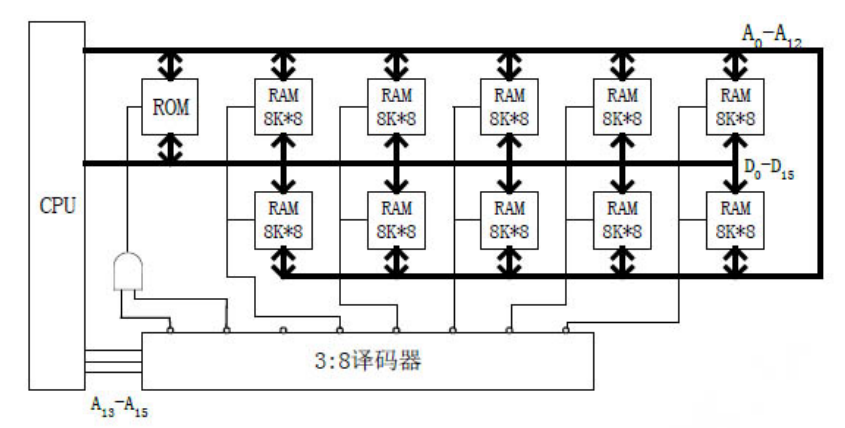 A₀-A₁₂
ROM
RAM
8K*8
RAM
8K*8
RAM
8K*8
RAM
8K*8
RAM
8K*8
D₀-D₁₅
CPU
RAM
8K*8
RAM
8K*8
RAM
8K*8
RAM
8K*8
RAM
8K*8
3:8译码器
A₁₃-A₁₅